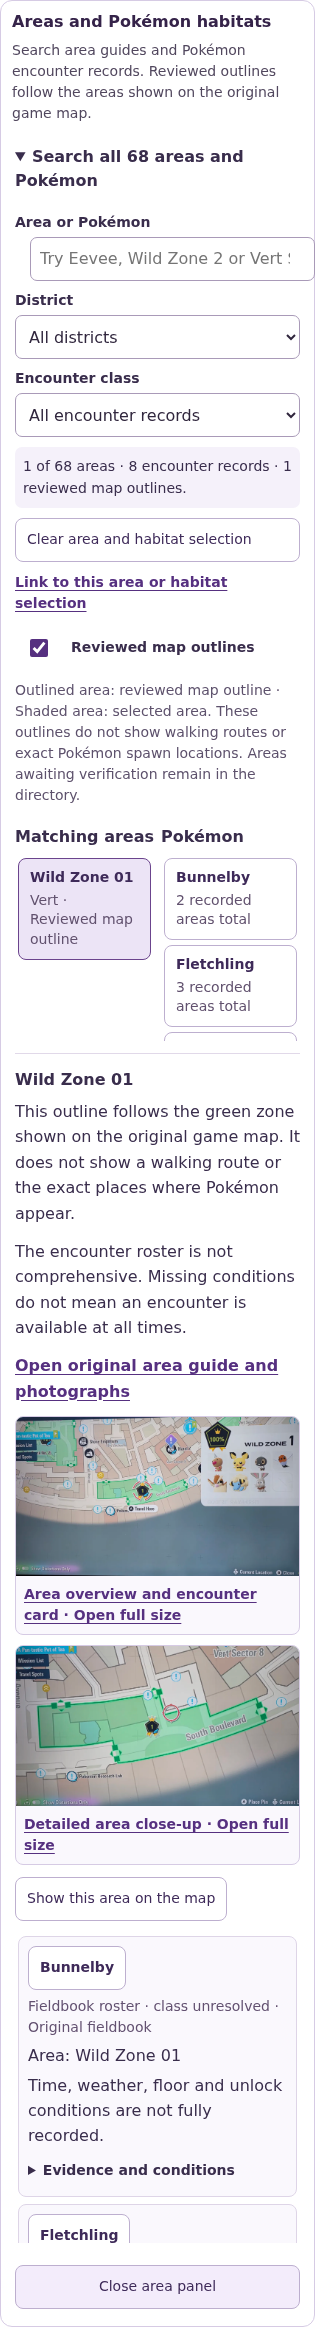 Areas and Pokémon habitats
Search area guides and Pokémon
encounter records. Reviewed outlines
follow the areas shown on the original
game map.
▼ Search all 68 areas and
Pokémon
Area or Pokémon
Try Eevee, Wild Zone 2 or Vert
District
All districts
Encounter class
All encounter records
1 of 68 areas · 8 encounter records · 1
reviewed map outlines.
Clear area and habitat selection
Link to this area or habitat
selection
Reviewed map outlines
Outlined area: reviewed map outline ·
Shaded area: selected area. These
outlines do not show walking routes or
exact Pokémon spawn locations. Areas
awaiting verification remain in the
directory.
Matching areas
Wild Zone 01
Vert ·
Reviewed map
outline
Pokémon
Bunnelby
2 recorded
areas total
Fletchling
3 recorded
areas total
Wild Zone 01
This outline follows the green zone
shown on the original game map. It
does not show a walking route or
the exact places where Pokémon
appear.
The encounter roster is not
comprehensive. Missing conditions
do not mean an encounter is
available at all times.
Open original area guide and
photographs
100%
WILD ZONE 1
Area overview and encounter
card · Open full size
Mission List
Travel Spots
Vert Sector 8
South Boulevard
Detailed area close-up · Open full
size
Show this area on the map
Bunnelby
Fieldbook roster · class unresolved ·
Original fieldbook
Area: Wild Zone 01
Time, weather, floor and unlock
conditions are not fully
recorded.
▶ Evidence and conditions
Fletchling
Close area panel